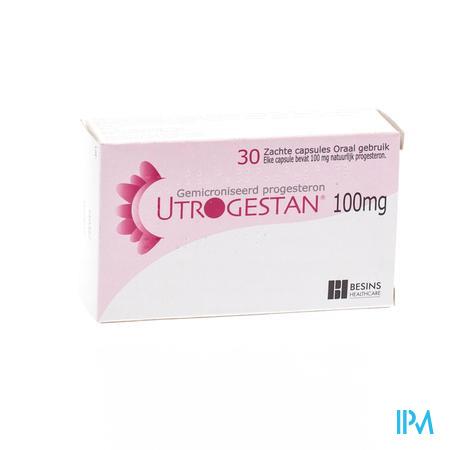 30 Zachte capsules Oraal gebruik
Elke capsule bevat 100 mg natuurlijk progesteron.
Gemicroniseerd progesteron
UTROGESTAN® 100mg
BESINS
HEALTHCARE
IPM